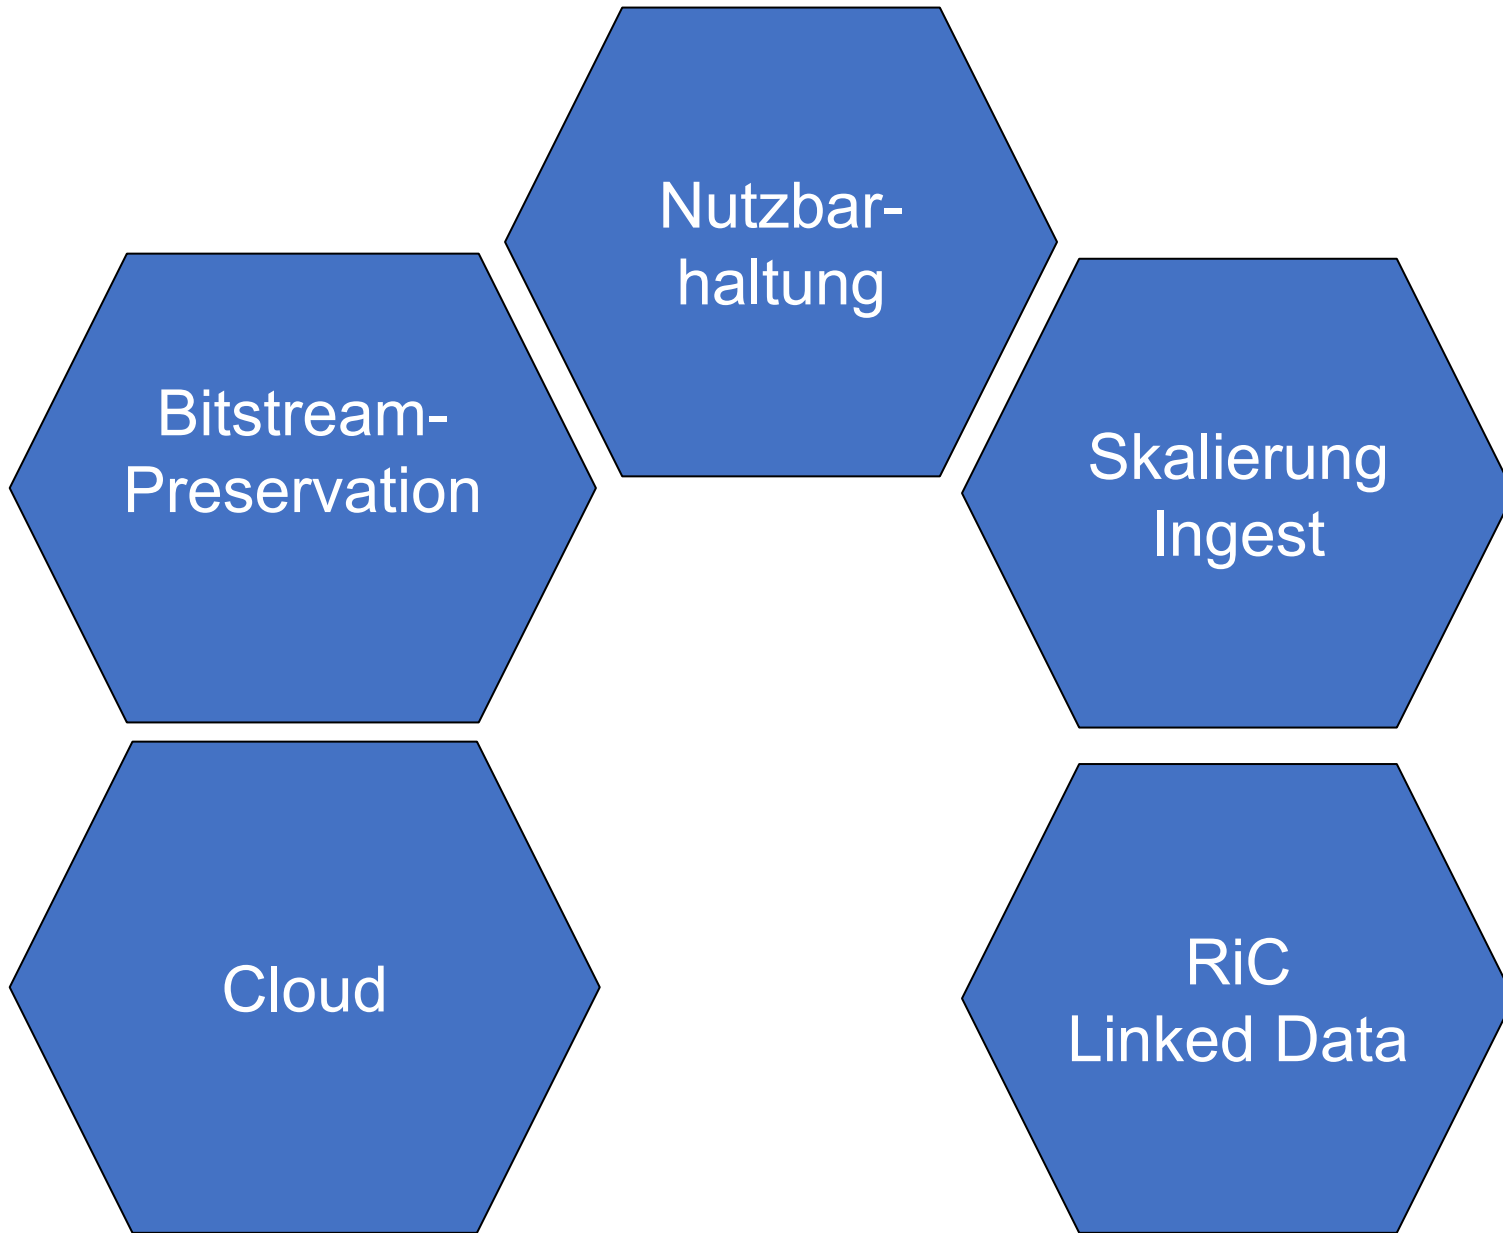 Nutzbar-
haltung
Bitstream-
Preservation
Skalierung
Ingest
Cloud
RiC
Linked Data